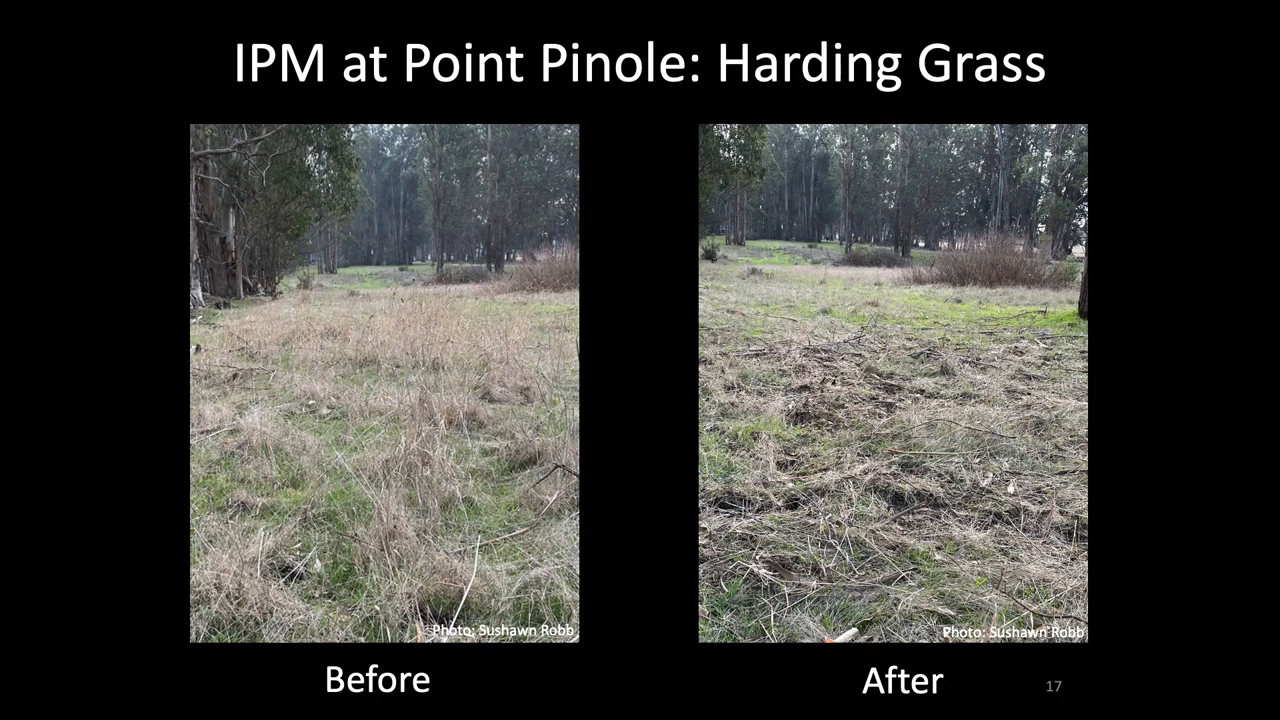 IPM at Point Pinole: Harding Grass
Photo: Sushawn Robb
Photo: Sushawn Robb
Before
After
17